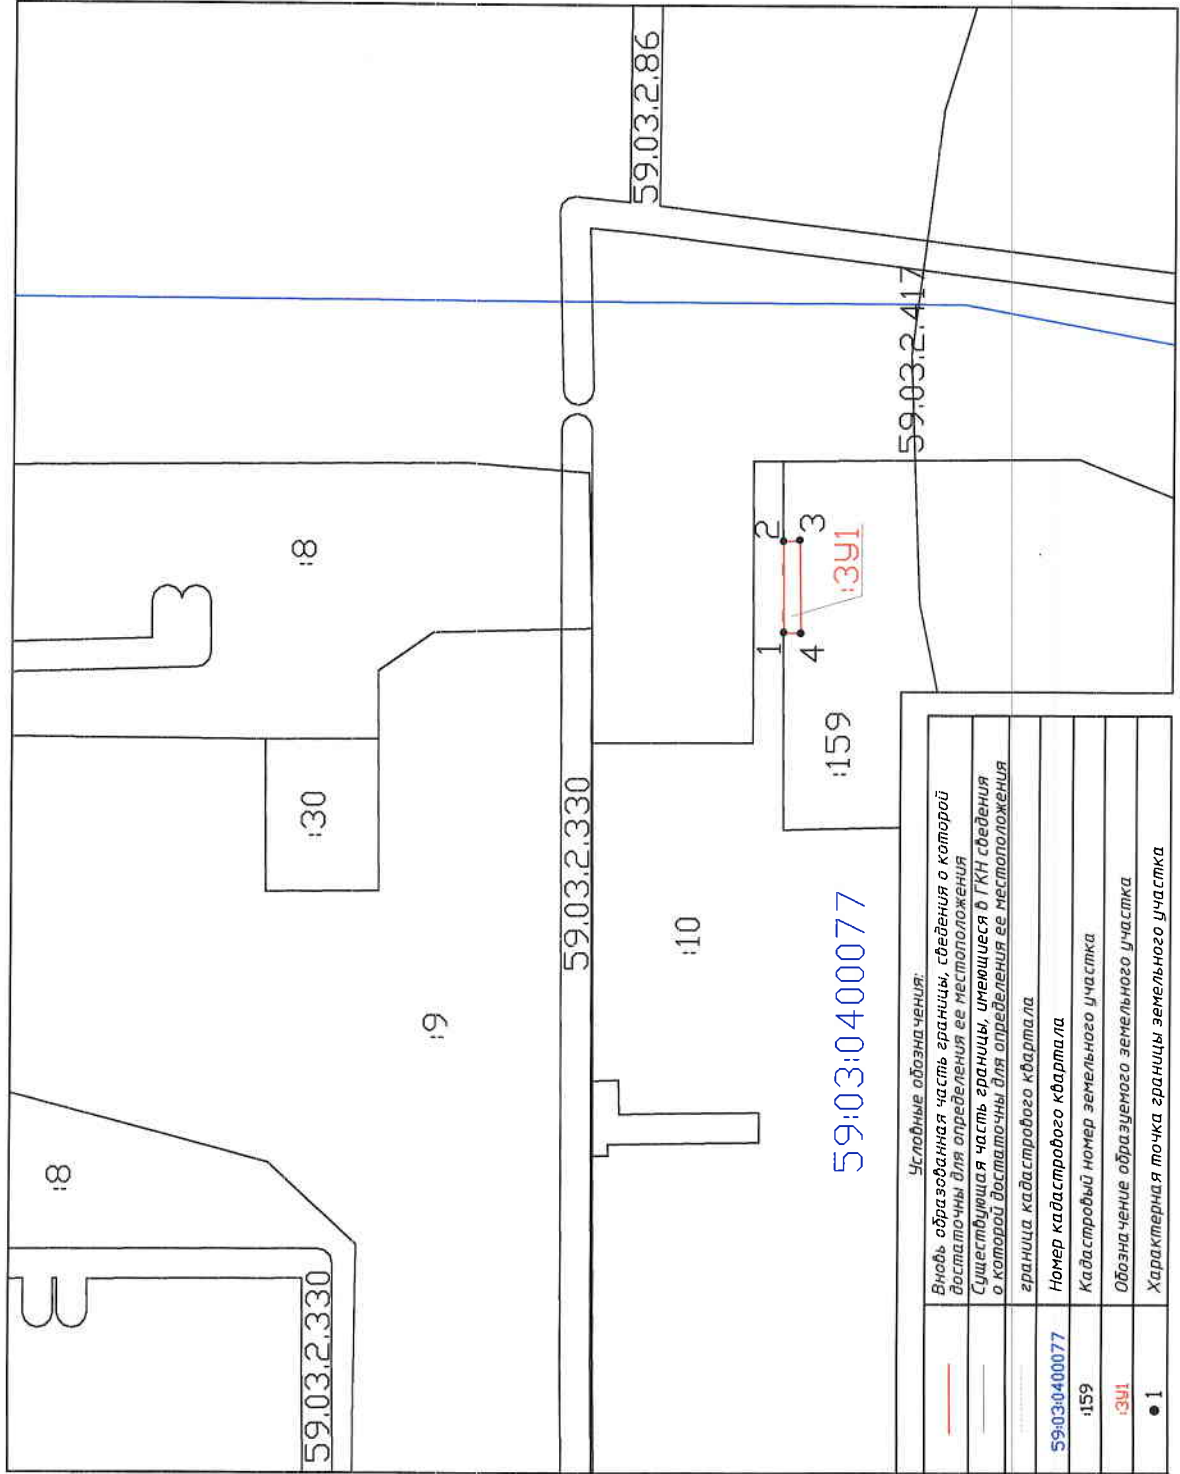 :8
59.03.2.330
:9
:30
:8
59.03.2.330
:10
59:03:0400077
:159
1
2
3
4
:ЗУ1
59.03.2.417
59.03.2.86
Условные обозначения:
Вновь образованная часть границы, сведения о которой
достаточны для определения ее местоположения
Существующая часть границы, имеющиеся в ГКН сведения
о которой достаточны для определения ее местоположения
граница кадастрового квартала
59:03:0400077 Номер кадастрового квартала
:159 Кадастровый номер земельного участка
:ЗУ1 Обозначение образуемого земельного участка
1 Характерная точка границы земельного участка